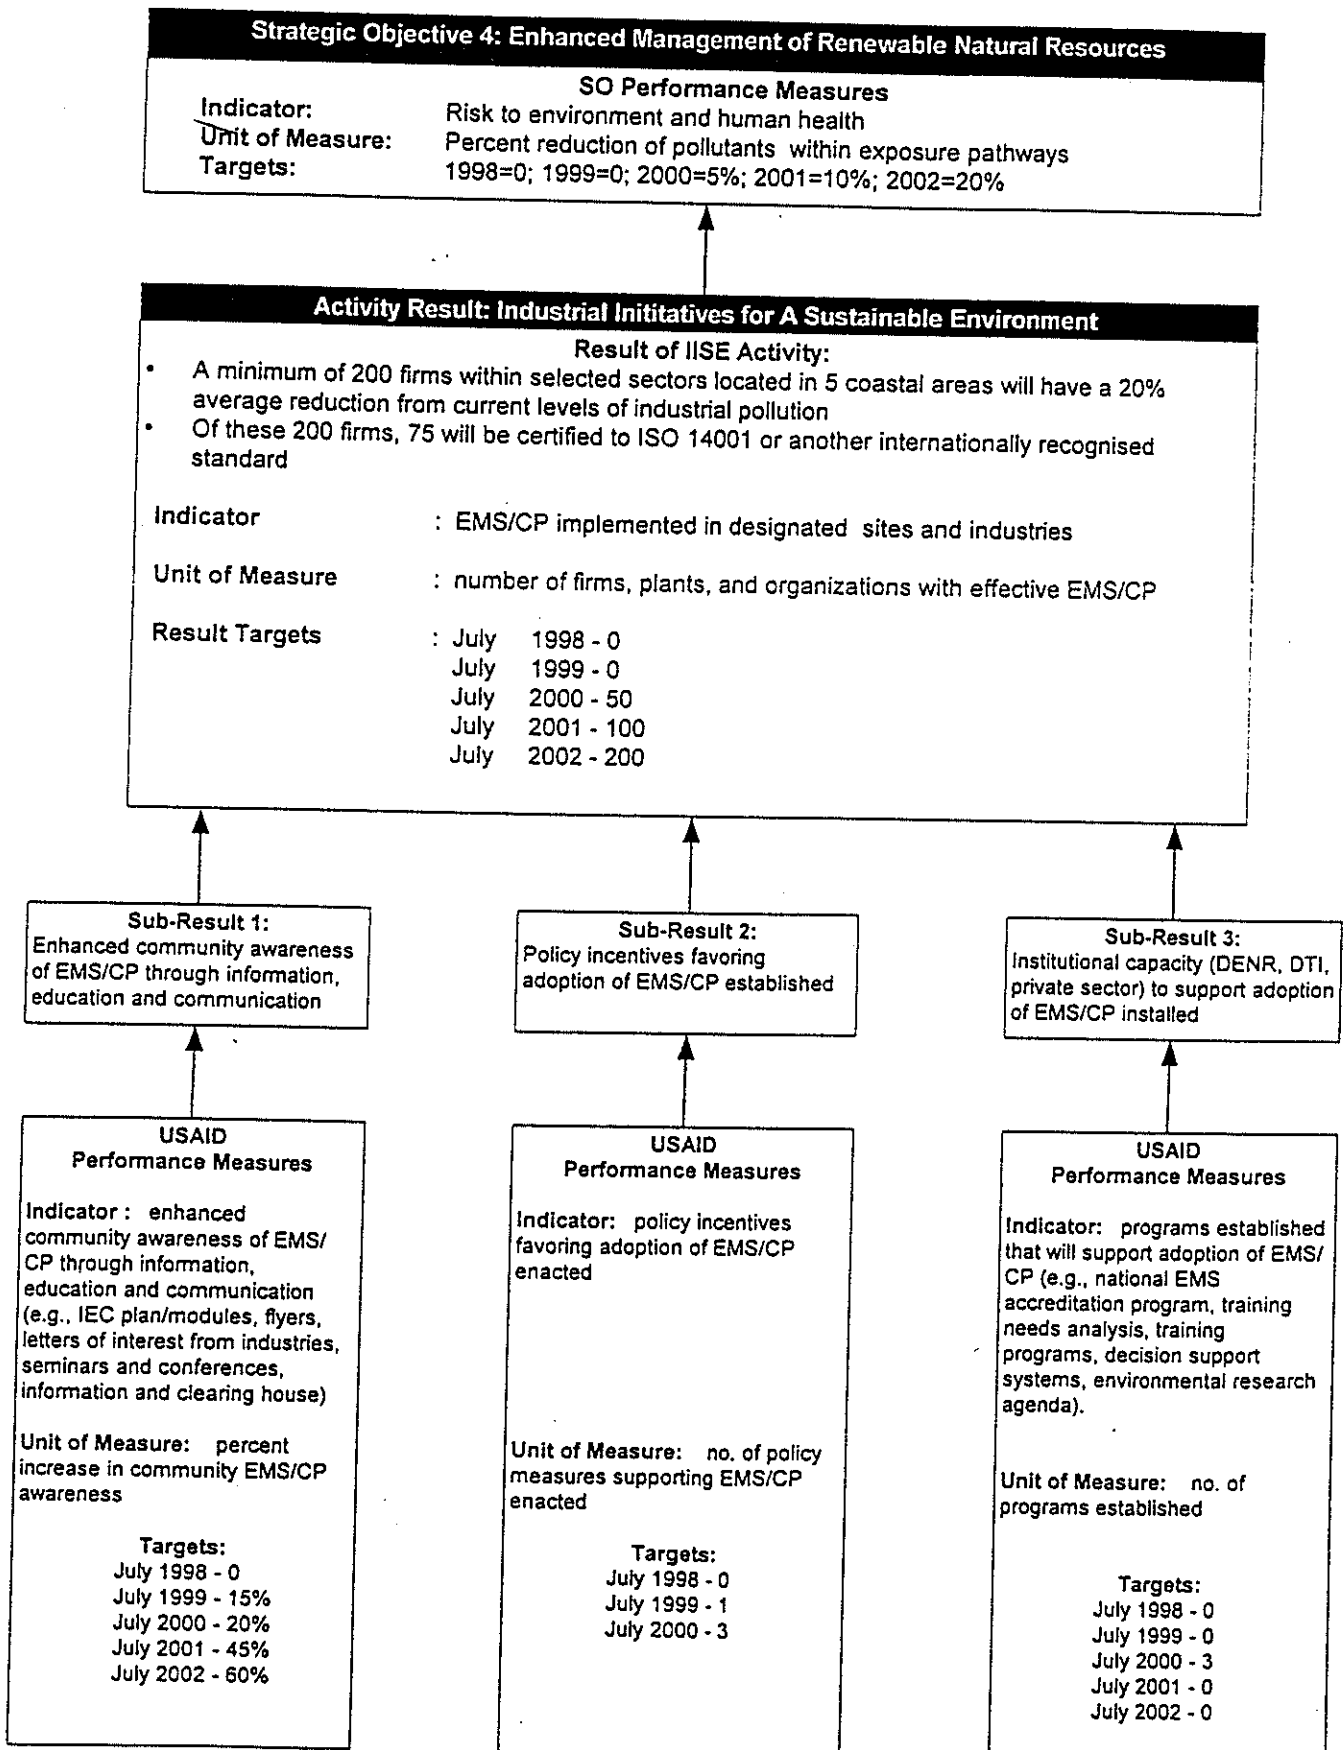 Strategic Objective 4: Enhanced Management of Renewable Natural Resources
SO Performance Measures
Indicator: Risk to environment and human health
Unit of Measure: Percent reduction of pollutants within exposure pathways
Targets: 1998=0; 1999=0; 2000=5%; 2001=10%; 2002=20%
Activity Result: Industrial Inititatives for A Sustainable Environment
Result of IISE Activity:
• A minimum of 200 firms within selected sectors located in 5 coastal areas will have a 20%
average reduction from current levels of industrial pollution
• Of these 200 firms, 75 will be certified to ISO 14001 or another internationally recognised
standard
Indicator : EMS/CP implemented in designated sites and industries
Unit of Measure : number of firms, plants, and organizations with effective EMS/CP
Result Targets : July 1998 - 0
July 1999 - 0
July 2000 - 50
July 2001 - 100
July 2002 - 200
Sub-Result 1:
Enhanced community awareness
of EMS/CP through information,
education and communication
Sub-Result 2:
Policy incentives favoring
adoption of EMS/CP established
Sub-Result 3:
Institutional capacity (DENR, DTI,
private sector) to support adoption
of EMS/CP installed
USAID
Performance Measures
Indicator : enhanced
community awareness of EMS/
CP through information,
education and communication
(e.g., IEC plan/modules, flyers,
letters of interest from industries,
seminars and conferences,
information and clearing house)
Unit of Measure: percent
increase in community EMS/CP
awareness
Targets:
July 1998 - 0
July 1999 - 15%
July 2000 - 20%
July 2001 - 45%
July 2002 - 60%
USAID
Performance Measures
Indicator: policy incentives
favoring adoption of EMS/CP
enacted
Unit of Measure: no. of policy
measures supporting EMS/CP
enacted
Targets:
July 1998 - 0
July 1999 - 1
July 2000 - 3
USAID
Performance Measures
Indicator: programs established
that will support adoption of EMS/
CP (e.g., national EMS
accreditation program, training
needs analysis, training
programs, decision support
systems, environmental research
agenda).
Unit of Measure: no. of
programs established
Targets:
July 1998 - 0
July 1999 - 0
July 2000 - 3
July 2001 - 0
July 2002 - 0